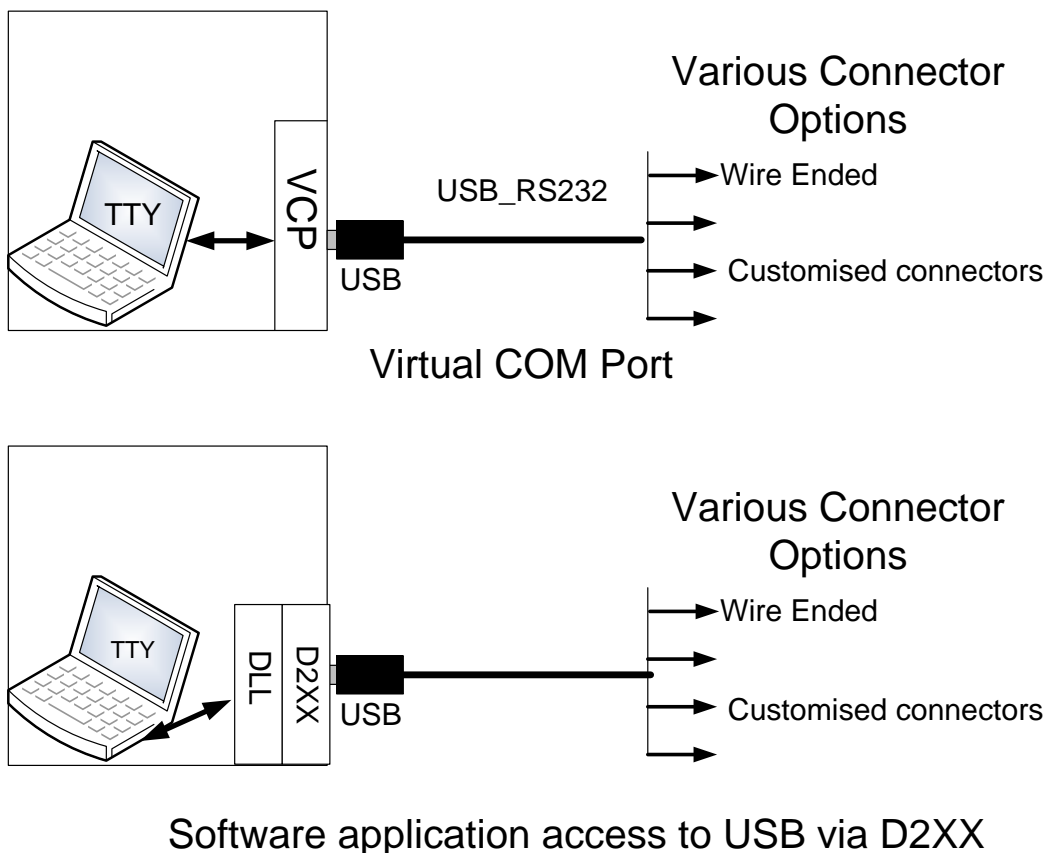 Various Connector
Options
TTY
VCP
USB_RS232
USB
Wire Ended
Customised connectors
Virtual COM Port
Various Connector
Options
TTY
DLL
D2XX
USB
Wire Ended
Customised connectors
Software application access to USB via D2XX